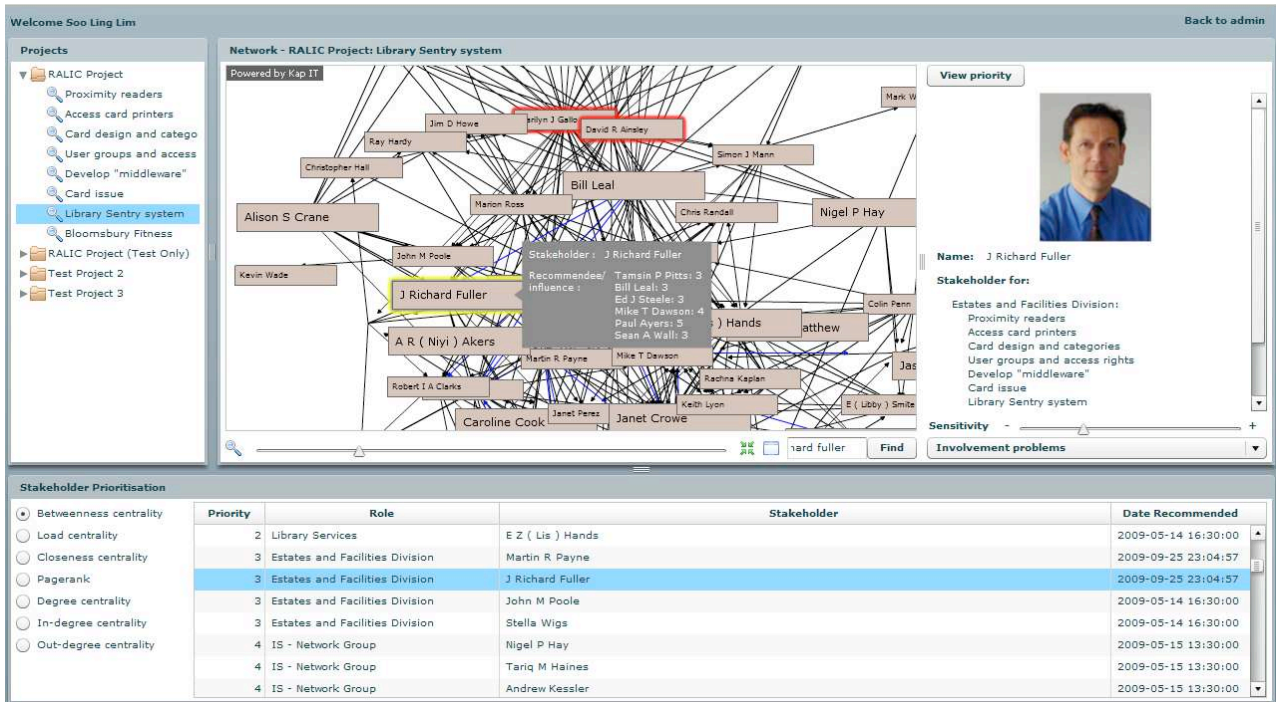 Welcome Soo Ling Lim
Back to admin
Projects
RALIC Project
Proximity readers
Access card printers
Card design and catego
User groups and access
Develop "middleware"
Card issue
Library Sentry system
Bloomsbury Fitness
RALIC Project (Test Only)
Test Project 2
Test Project 3
Network - RALIC Project: Library Sentry system
Powered by Kap IT
Mark W
Jim D Howe
arilyn J Gallo
David R Ainsley
Ray Hardy
Simon J Mann
Christopher Hall
Bill Leal
Marion Ross
Chris Randall
Alison S Crane
Nigel P Hay
John M Poole
Kevin Wade
J Richard Fuller
Stakeholder : J Richard Fuller
Recommendee/ influence :
Tamsin P Pitts: 3
Bill Leal: 3
Ed J Steele: 3
Mike T Dawson: 4
Paul Ayers: 5
Sean A Wall: 3
Colin Penn
) Hands
atthew
A R ( Niyi ) Akers
Martin R Payne
Mike T Dawson
Jas
Robert I A Clarks
Rachna Kaplan
Keith Lyon
E ( Libby ) Smite
Caroline Cook
Janet Perez
Janet Crowe
nard fuller
Find
View priority
Name: J Richard Fuller
Stakeholder for:
Estates and Facilities Division:
Proximity readers
Access card printers
Card design and categories
User groups and access rights
Develop "middleware"
Card issue
Library Sentry system
Sensitivity - +
Involvement problems
Stakeholder Prioritisation
Betweenness centrality
Load centrality
Closeness centrality
Pagerank
Degree centrality
In-degree centrality
Out-degree centrality
Priority Role Stakeholder Date Recommended
2 Library Services E Z ( Lis ) Hands 2009-05-14 16:30:00
3 Estates and Facilities Division Martin R Payne 2009-09-25 23:04:57
3 Estates and Facilities Division J Richard Fuller 2009-09-25 23:04:57
3 Estates and Facilities Division John M Poole 2009-05-14 16:30:00
3 Estates and Facilities Division Stella Wigs 2009-05-14 16:30:00
4 IS - Network Group Nigel P Hay 2009-05-15 13:30:00
4 IS - Network Group Tariq M Haines 2009-05-15 13:30:00
4 IS - Network Group Andrew Kessler 2009-05-15 13:30:00